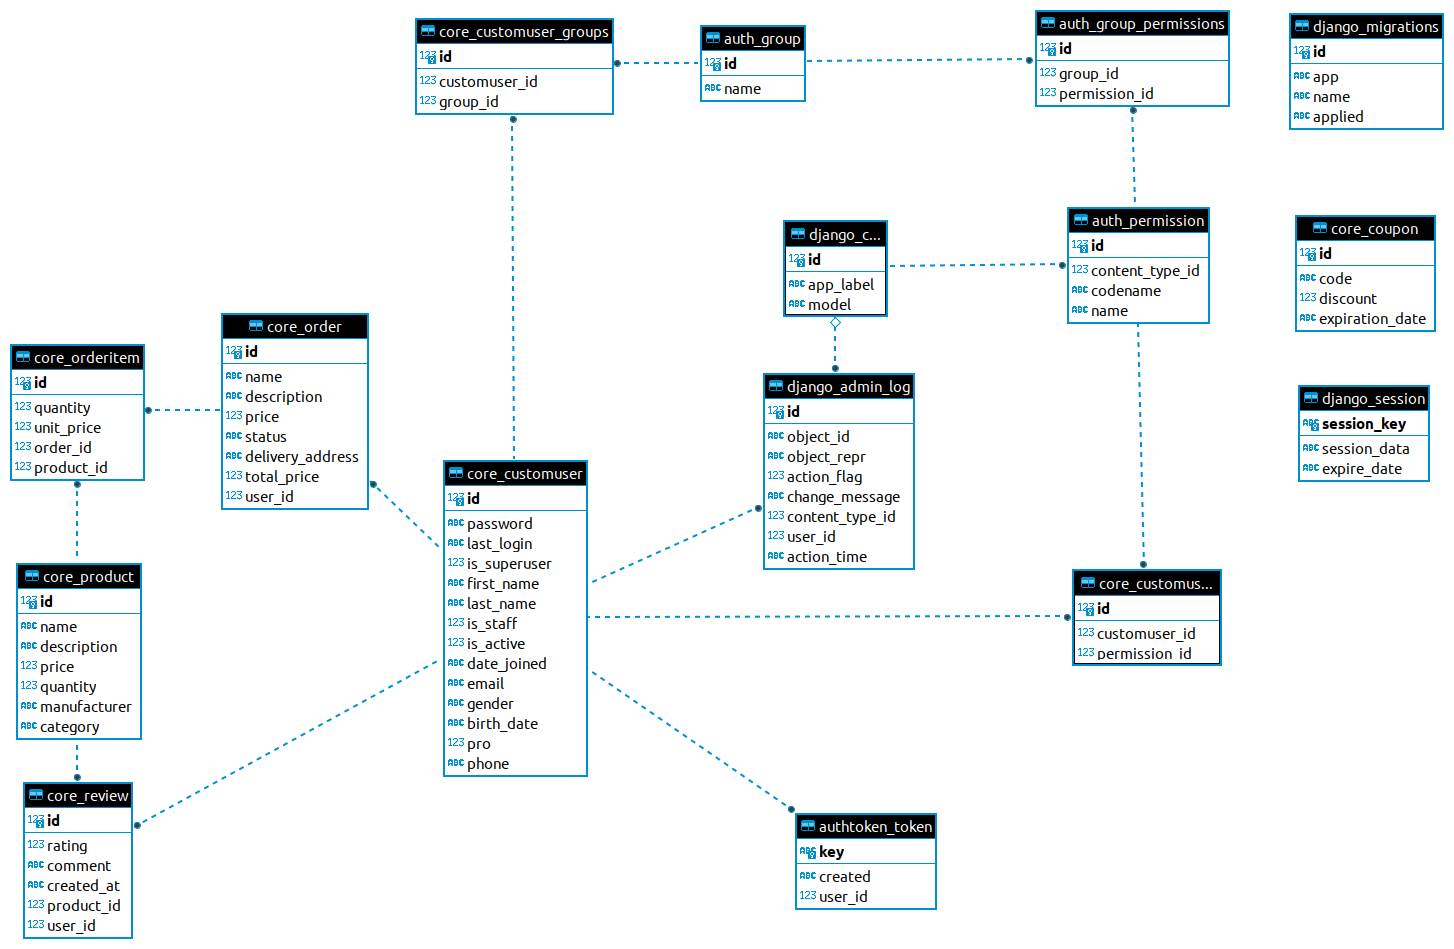 core_customuser_groups
123 id
123 customuser_id
123 group_id
auth_group
123 id
ABC name
auth_group_permissions
123 id
123 group_id
123 permission_id
django_migrations
123 id
ABC app
ABC name
ABC applied
django_c...
123 id
ABC app_label
ABC model
auth_permission
123 id
123 content_type_id
ABC codename
ABC name
core_coupon
123 id
ABC code
123 discount
ABC expiration_date
core_orderitem
123 id
123 quantity
123 unit_price
123 order_id
123 product_id
core_order
123 id
ABC name
ABC description
123 price
ABC status
ABC delivery_address
123 total_price
123 user_id
django_admin_log
123 id
ABC object_id
ABC object_repr
123 action_flag
ABC change_message
123 content_type_id
123 user_id
ABC action_time
django_session
ABC session_key
ABC session_data
ABC expire_date
core_customuser
123 id
ABC password
ABC last_login
123 is_superuser
ABC first_name
ABC last_name
123 is_staff
123 is_active
ABC date_joined
ABC email
ABC gender
ABC birth_date
123 pro
ABC phone
core_product
123 id
ABC name
ABC description
123 price
123 quantity
ABC manufacturer
ABC category
core_customus...
123 id
123 customuser_id
123 permission_id
core_review
123 id
123 rating
ABC comment
ABC created_at
123 product_id
123 user_id
authtoken_token
ABC key
ABC created
123 user_id